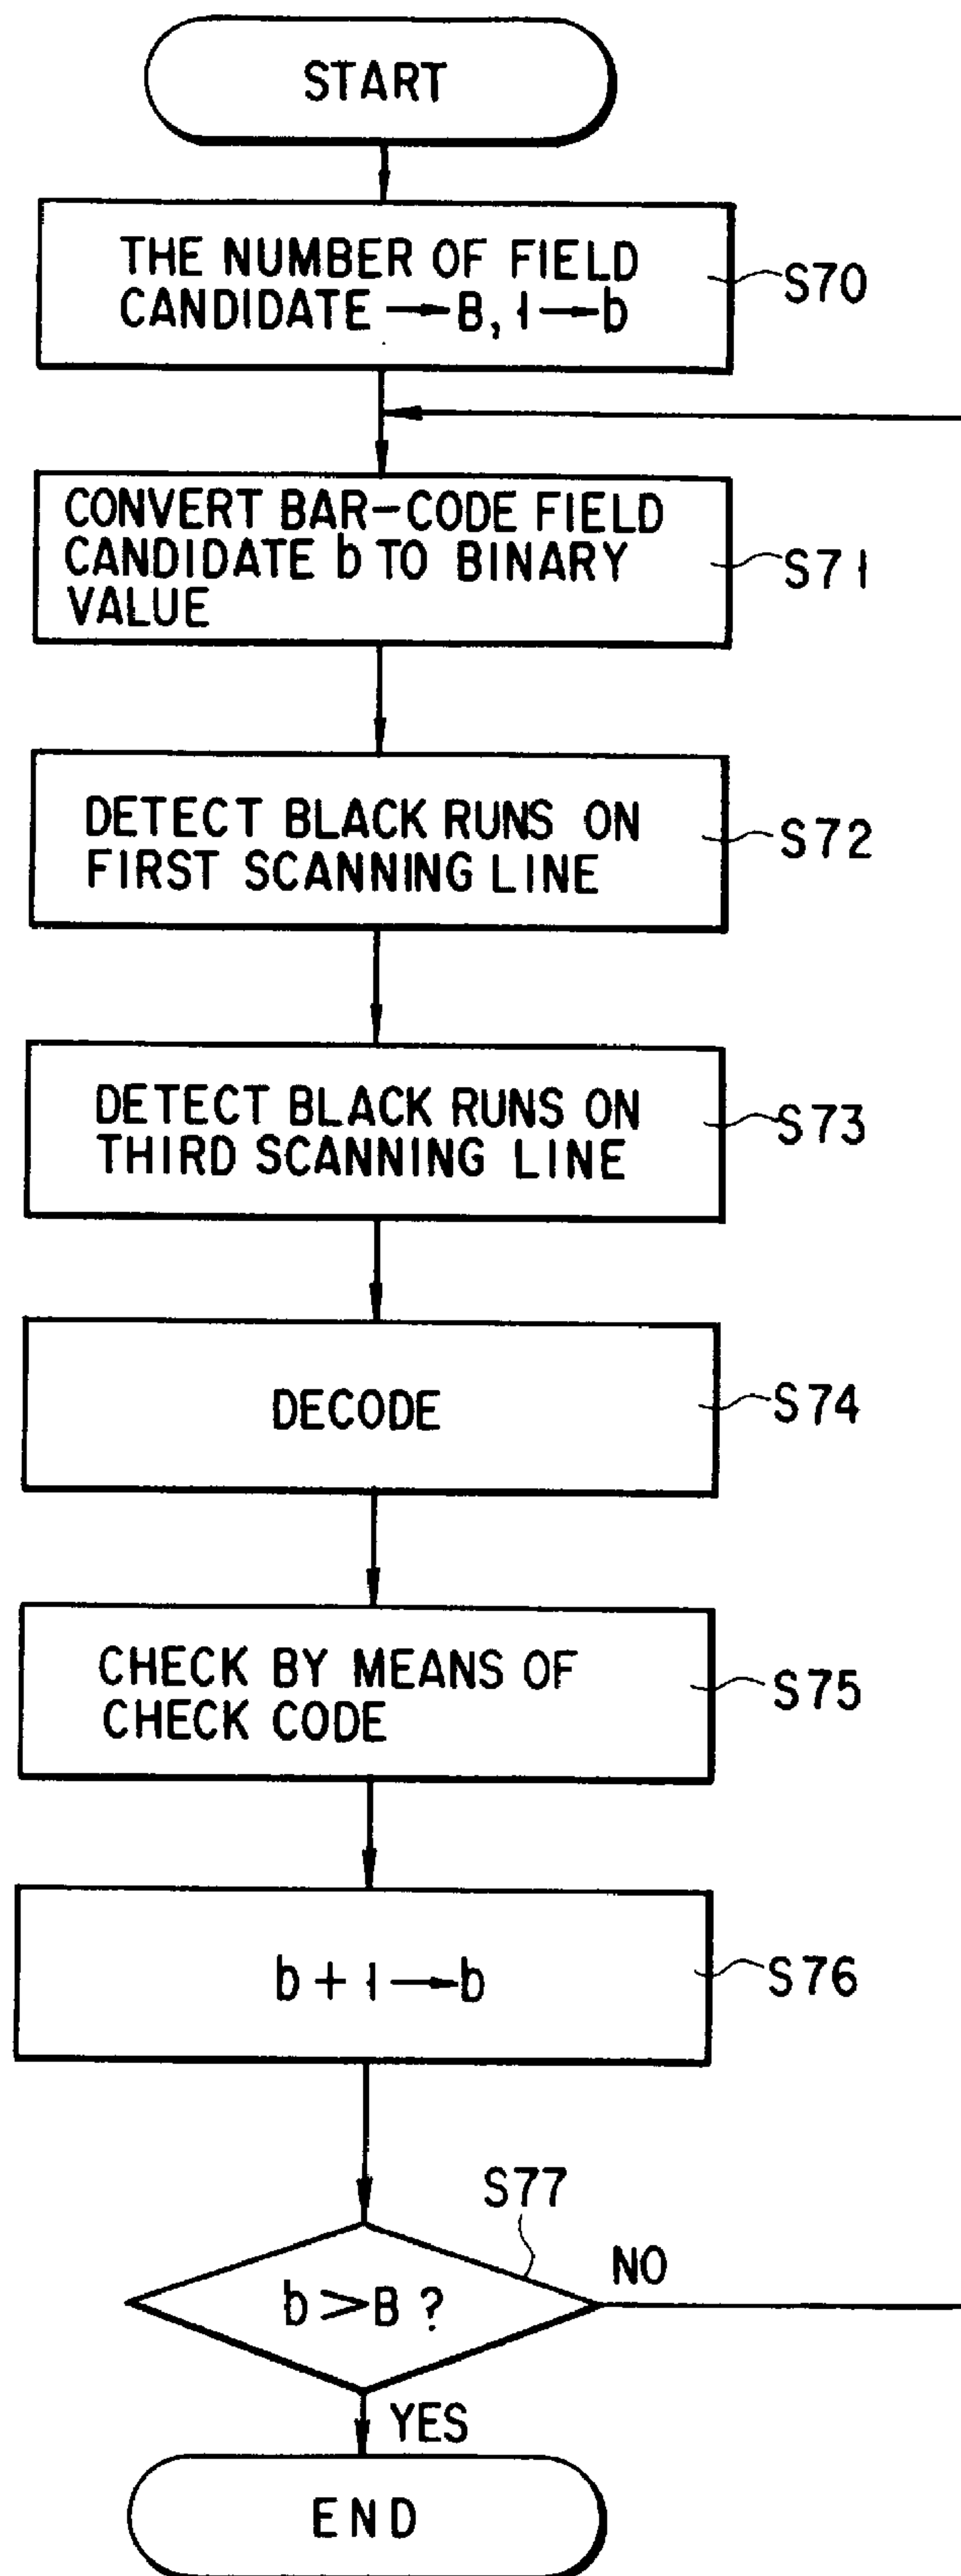 START
THE NUMBER OF FIELD
CANDIDATE → B, 1 → b
S70
CONVERT BAR-CODE FIELD
CANDIDATE b TO BINARY
VALUE
S71
DETECT BLACK RUNS ON
FIRST SCANNING LINE
S72
DETECT BLACK RUNS ON
THIRD SCANNING LINE
S73
DECODE
S74
CHECK BY MEANS OF
CHECK CODE
S75
b + 1 → b
S76
S77
b > B ?
NO
YES
END